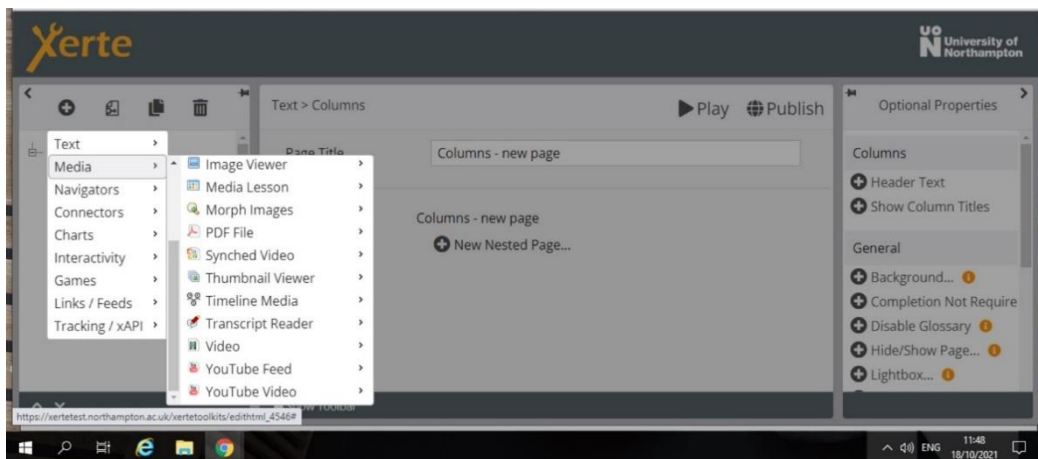 Xerte
UO
N University of
Northampton
Text > Columns
Play
Publish
Optional Properties
Page Title
Columns - new page
Columns - new page
New Nested Page...
Text
Media
Navigators
Connectors
Charts
Interactivity
Games
Links / Feeds
Tracking / xAPI
Image Viewer
Media Lesson
Morph Images
PDF File
Synched Video
Thumbnail Viewer
Timeline Media
Transcript Reader
Video
YouTube Feed
YouTube Video
Columns
Header Text
Show Column Titles
General
Background...
Completion Not Require
Disable Glossary
Hide/Show Page...
Lightbox...
Show Toolbar
https://xertetest.northampton.ac.uk/xertetoolkits/edithtml_4546#
ENG
11:48
18/10/2021